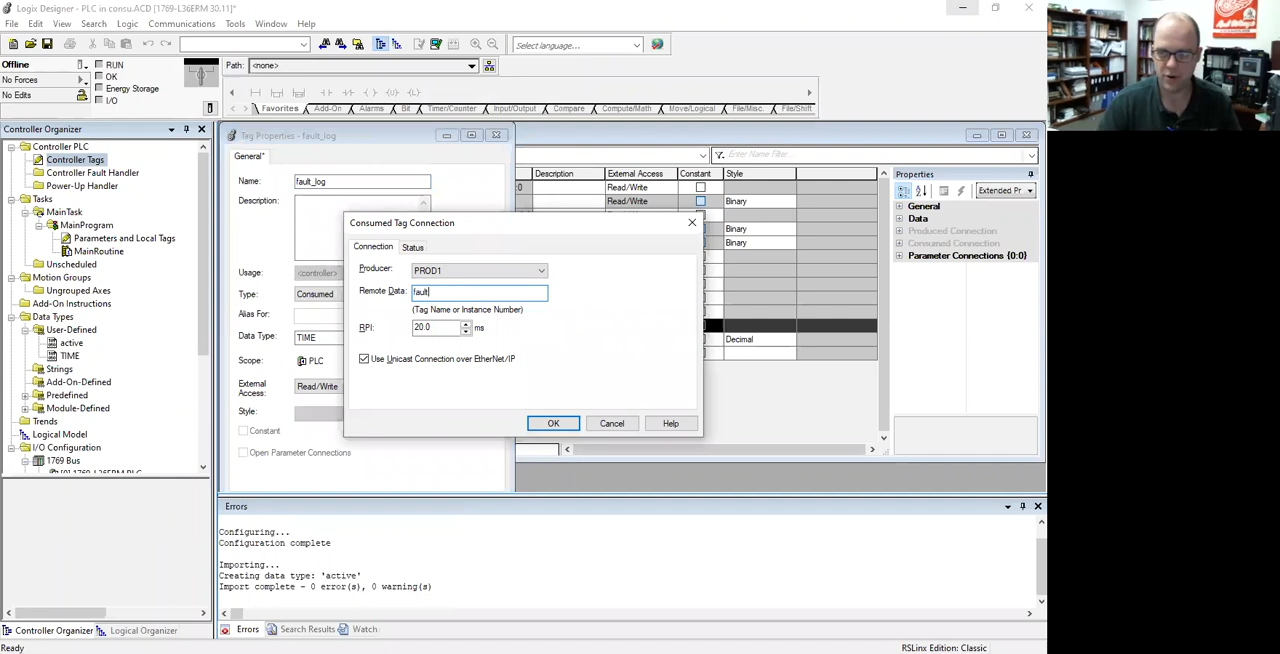 Logix Designer - PLC in consu.ACD [1769-L36ERM 30.11]*
File Edit View Search Logic Communications Tools Window Help
Select language...
Offline
No Forces
No Edits
RUN
OK
Energy Storage
I/O
Path: <none>
Favorites Add-On Alarms Bit Timer/Counter Input/Output Compare Compute/Math Move/Logical File/Misc. File/Shift
Controller Organizer
Controller PLC
Controller Tags
Controller Fault Handler
Power-Up Handler
Tasks
MainTask
MainProgram
Parameters and Local Tags
MainRoutine
Unscheduled
Motion Groups
Ungrouped Axes
Add-On Instructions
Data Types
User-Defined
active
TIME
Strings
Add-On-Defined
Predefined
Module-Defined
Trends
Logical Model
I/O Configuration
1769 Bus
[0] 1769-L36ERM PLC
Controller Organizer Logical Organizer
Tag Properties - fault_log
General*
Name: fault_log
Description:
Usage: <controller>
Type: Consumed
Alias For:
Data Type: TIME
Scope: PLC
External Access: Read/Write
Style:
Constant
Open Parameter Connections
Consumed Tag Connection
Connection Status
Producer: PROD1
Remote Data: fault
(Tag Name or Instance Number)
RPI: 20.0 ms
Use Unicast Connection over EtherNet/IP
OK Cancel Help
Enter Name Filter...
Description External Access Constant Style
Read/Write
Read/Write Binary
Binary
Binary
Decimal
Properties
Extended Pr
General
Data
Produced Connection
Consumed Connection
Parameter Connections {0:0}
Errors
Configuring...
Configuration complete
Importing...
Creating data type: 'active'
Import complete - 0 error(s), 0 warning(s)
Errors Search Results Watch
Ready
RSLinx Edition: Classic